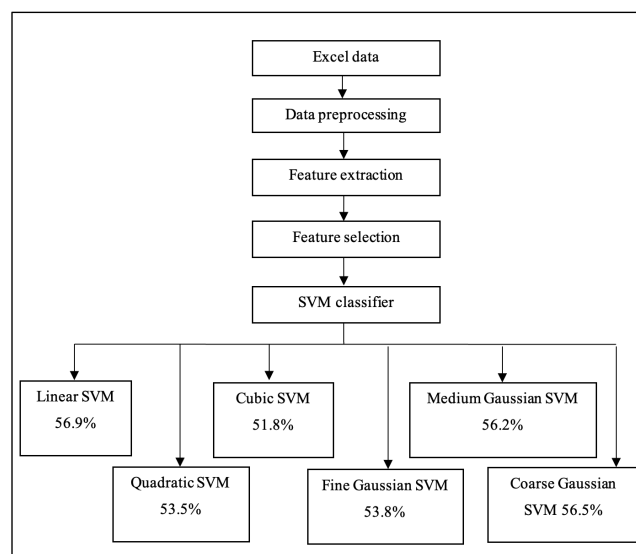 Excel data
Data preprocessing
Feature extraction
Feature selection
SVM classifier
Linear SVM
56.9%
Cubic SVM
51.8%
Medium Gaussian SVM
56.2%
Quadratic SVM
53.5%
Fine Gaussian SVM
53.8%
Coarse Gaussian
SVM 56.5%